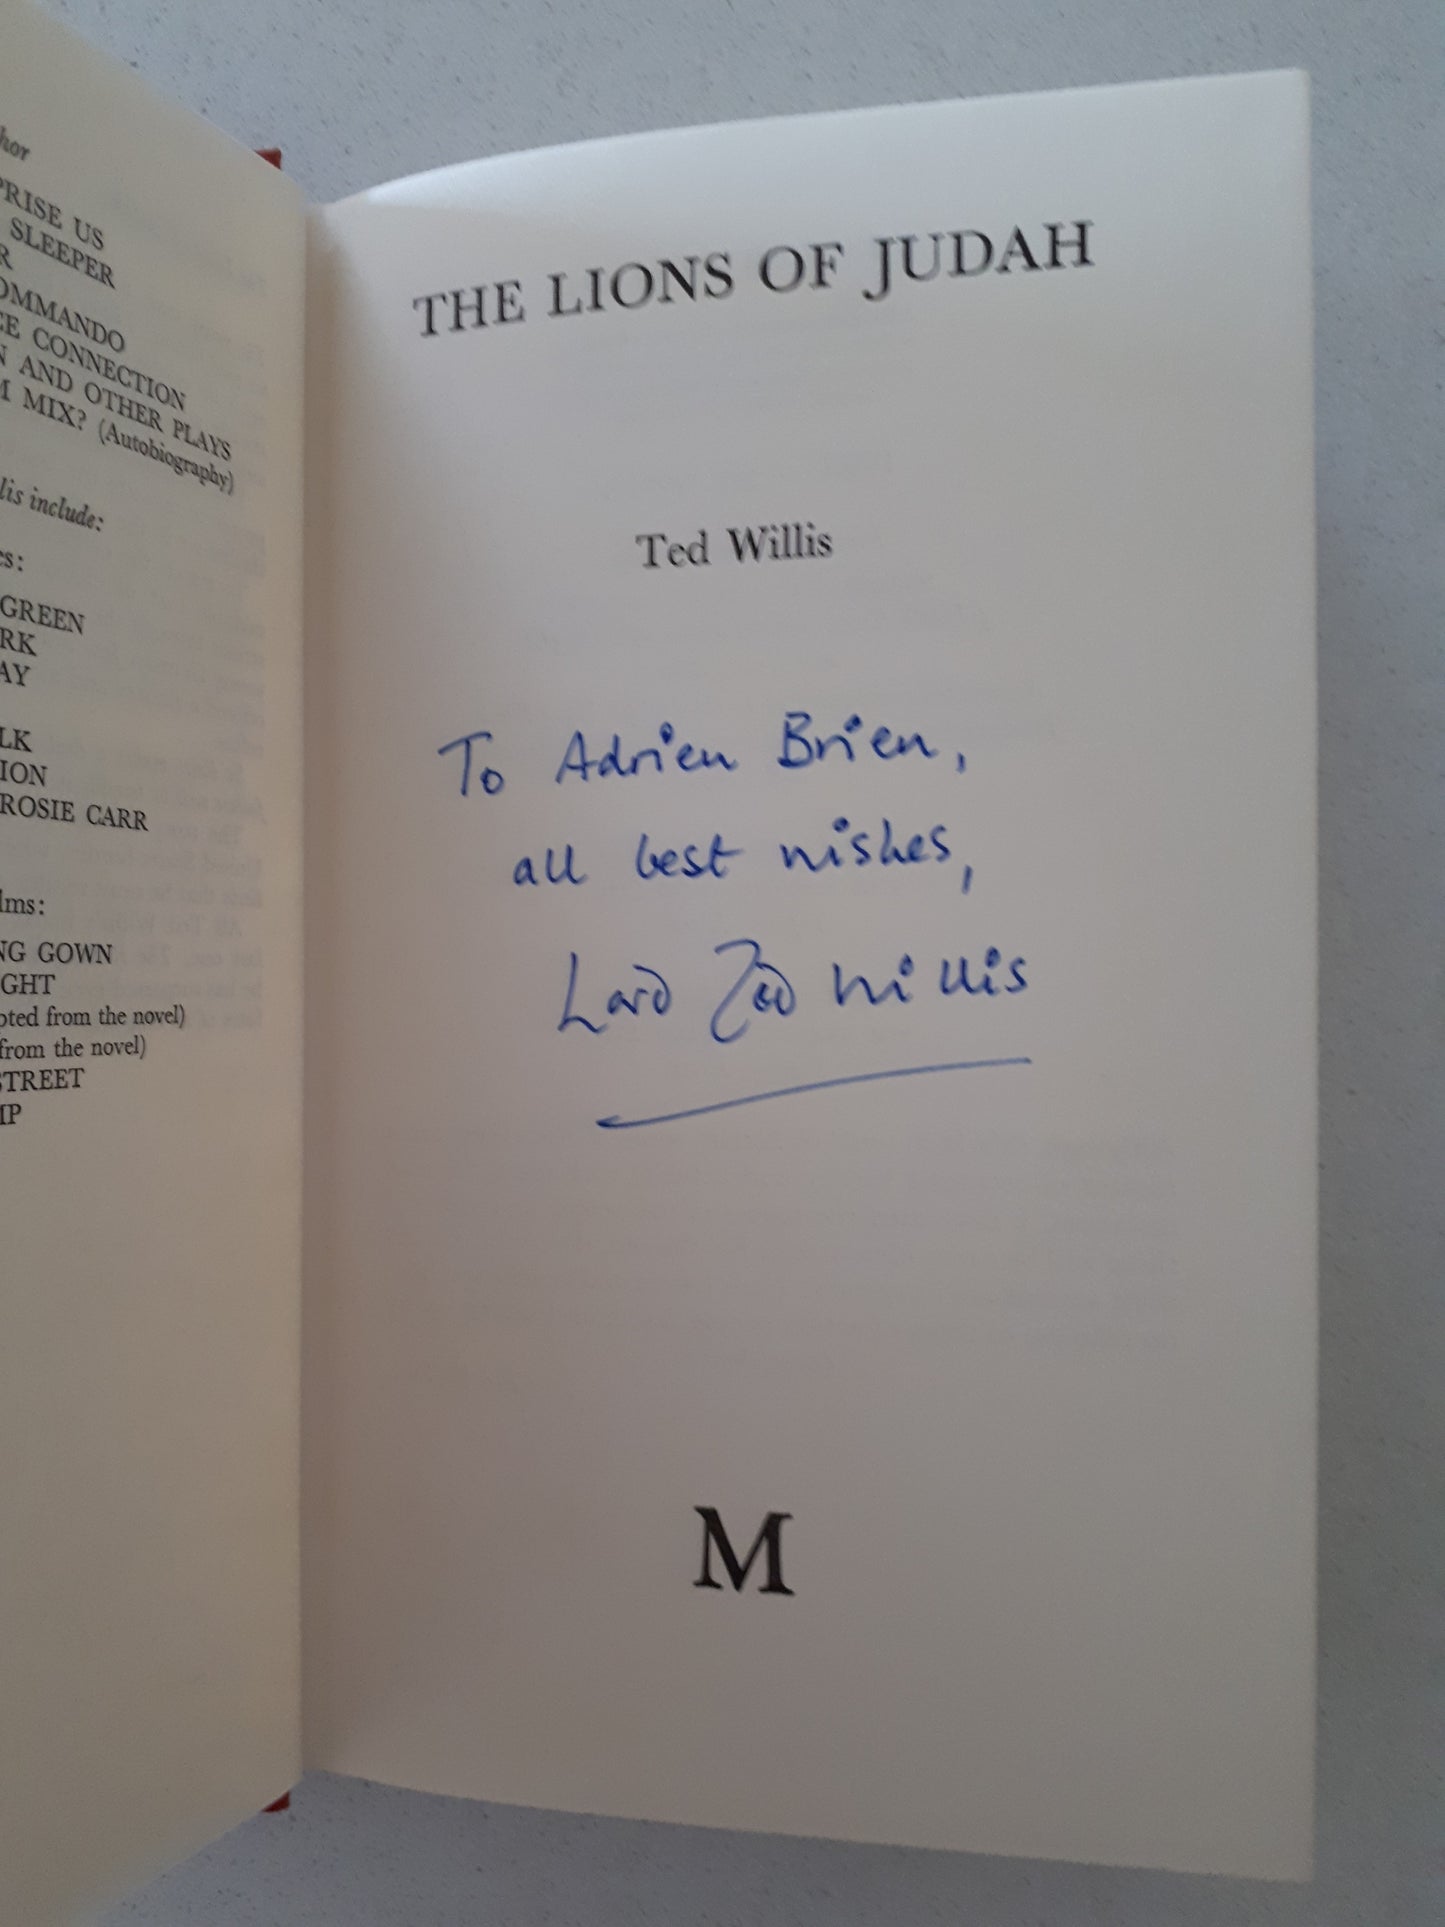 hor
PRISE US
SLEEPER
R
OMMANDO
CE CONNECTION
N AND OTHER PLAYS
M MIX? (Autobiography)
lis include:
es:
GREEN
RK
AY
LK
ION
ROSIE CARR
lms:
NG GOWN
GHT
pted from the novel)
from the novel)
STREET
MP
THE LIONS OF JUDAH
Ted Willis
To Adrien Brien,
all best wishes,
Lord Ted Willis
M